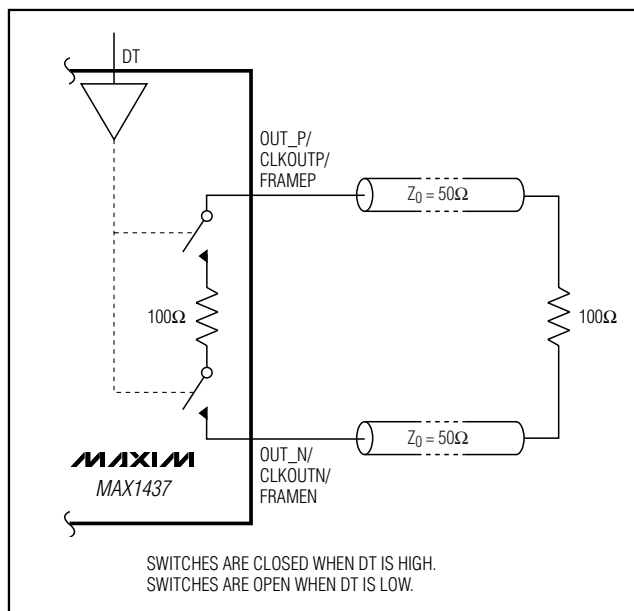 DT
OUT_P/
CLKOUTP/
FRAMEP
Z0 = 50Ω
100Ω
100Ω
Z0 = 50Ω
OUT_N/
CLKOUTN/
FRAMEN
MAXIM
MAX1437
SWITCHES ARE CLOSED WHEN DT IS HIGH.
SWITCHES ARE OPEN WHEN DT IS LOW.